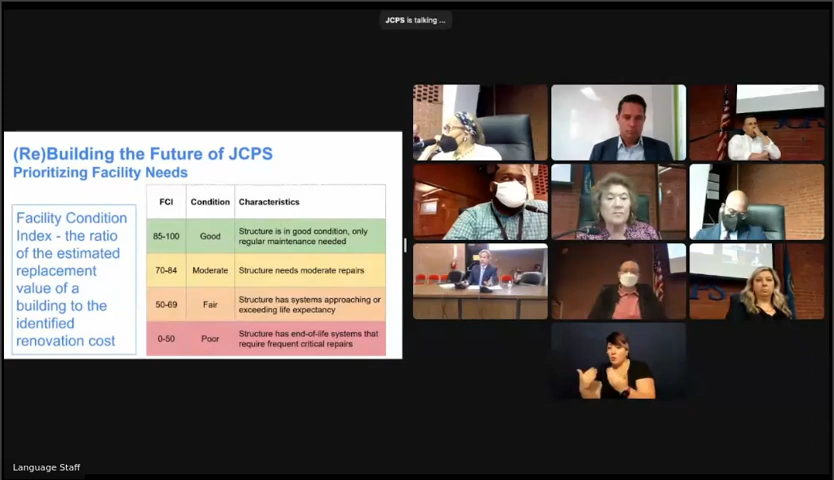 JCPS is talking ...
(Re)Building the Future of JCPS
Prioritizing Facility Needs
Facility Condition
Index - the ratio
of the estimated
replacement
value of a
building to the
identified
renovation cost
FCI Condition Characteristics
85-100 Good Structure is in good condition, only
regular maintenance needed
70-84 Moderate Structure needs moderate repairs
50-69 Fair Structure has systems approaching or
exceeding life expectancy
0-50 Poor Structure has end-of-life systems that
require frequent critical repairs
Language Staff